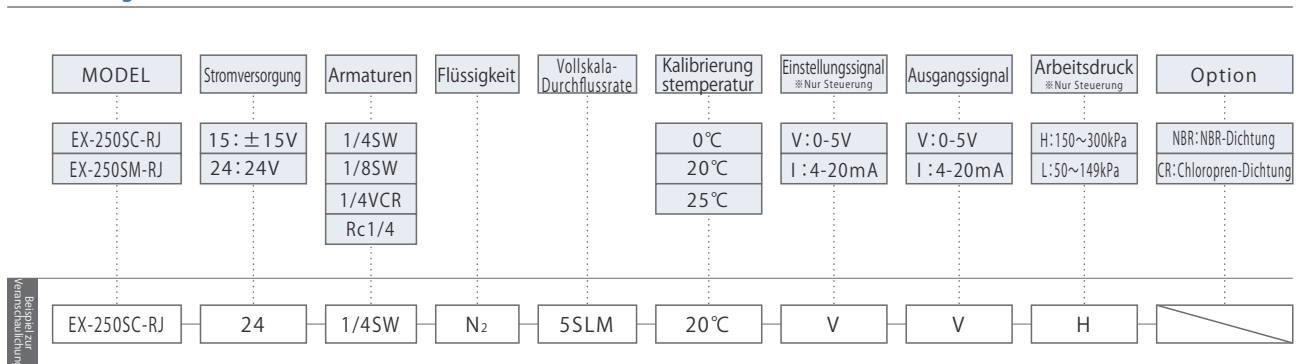 MODEL
Stromversorgung
Armaturen
Flüssigkeit
Vollskala-
Durchflussrate
Kalibrierung
stemperatur
Einstellungssignal
※Nur Steuerung
Ausgangssignal
Arbeitsdruck
※Nur Steuerung
Option
EX-250SC-RJ
EX-250SM-RJ
15：±15V
24：24V
1/4SW
1/8SW
1/4VCR
Rc1/4
0℃
20℃
25℃
V：0-5V
I：4-20mA
V：0-5V
I：4-20mA
H：150～300kPa
L：50～149kPa
NBR：NBR-Dichtung
CR：Chloropren-Dichtung
Beispiel zur
Veranschaulichung
EX-250SC-RJ
24
1/4SW
N₂
5SLM
20℃
V
V
H